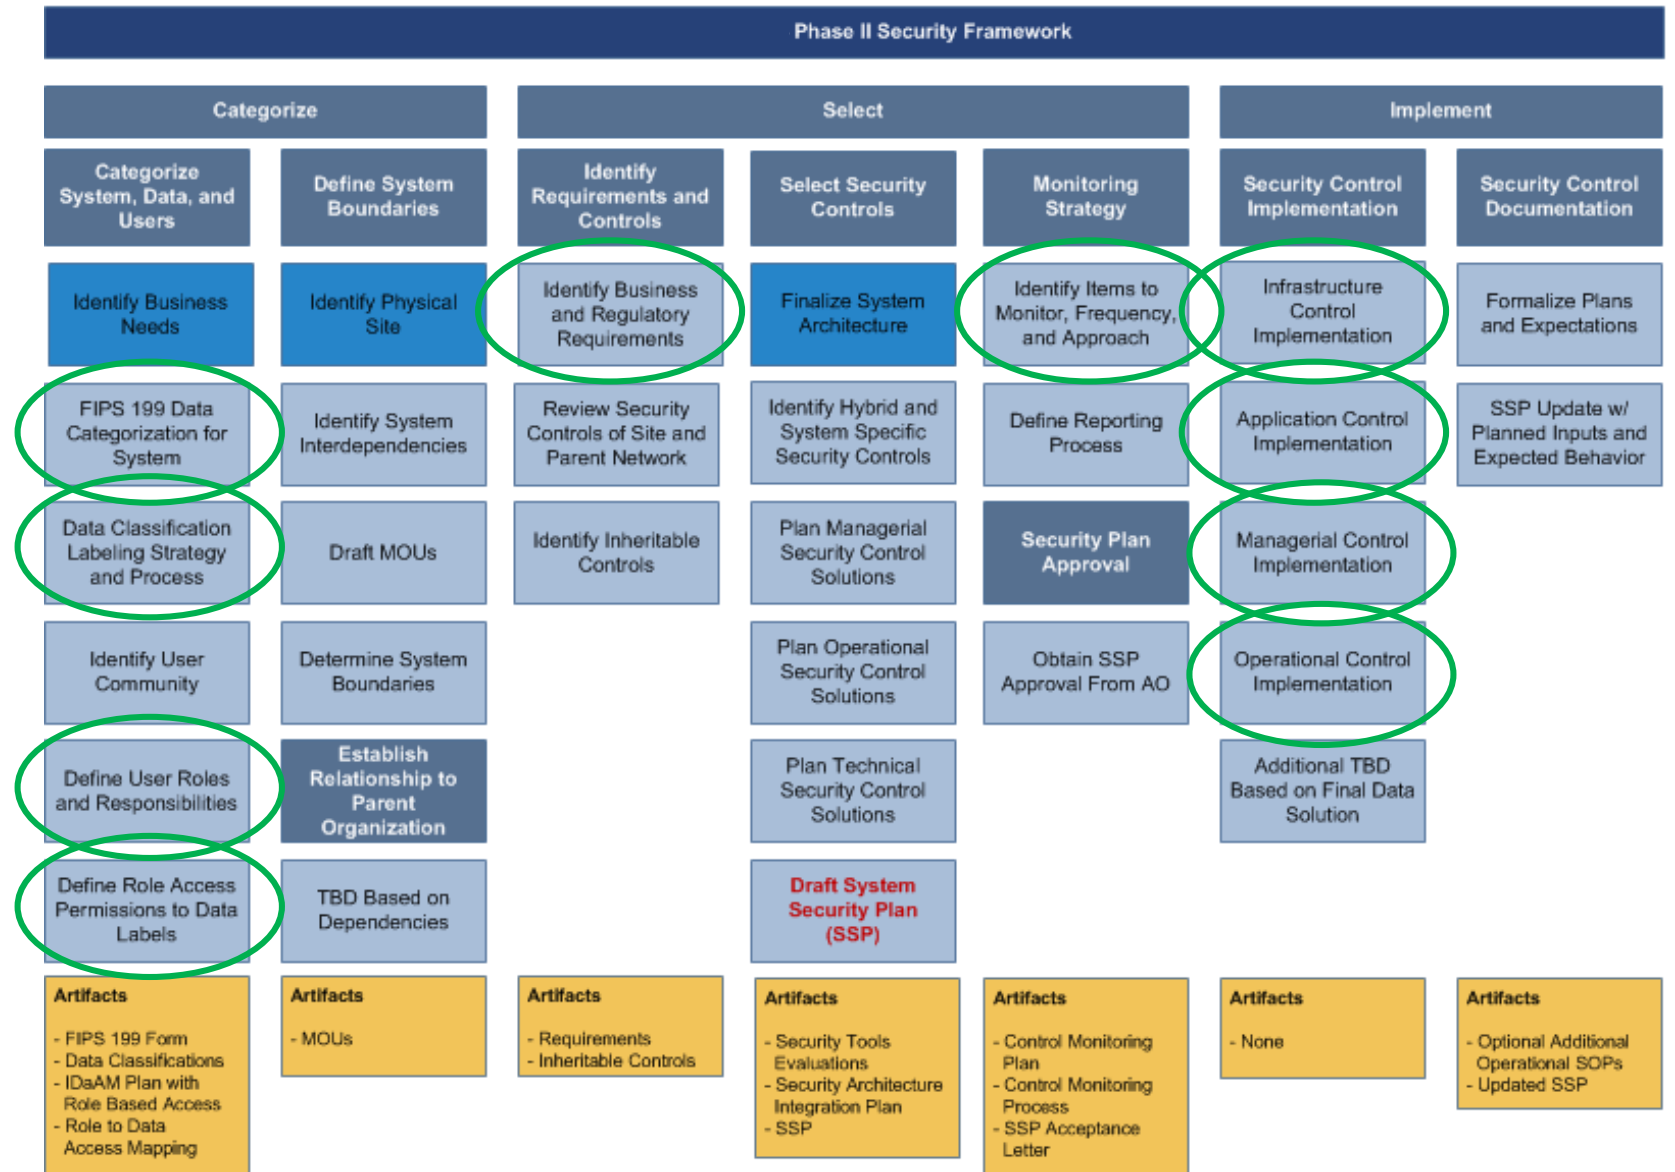 Phase II Security Framework
Categorize
Select
Implement
Categorize
System, Data, and
Users
Define System
Boundaries
Identify
Requirements and
Controls
Select Security
Controls
Monitoring
Strategy
Security Control
Implementation
Security Control
Documentation
Identify Business
Needs
Identify Physical
Site
Identify Business
and Regulatory
Requirements
Finalize System
Architecture
Identify Items to
Monitor, Frequency,
and Approach
Infrastructure
Control
Implementation
Formalize Plans
and Expectations
FIPS 199 Data
Categorization for
System
Identify System
Interdependencies
Review Security
Controls of Site and
Parent Network
Identify Hybrid and
System Specific
Security Controls
Define Reporting
Process
Application Control
Implementation
SSP Update w/
Planned Inputs and
Expected Behavior
Data Classification
Labeling Strategy
and Process
Draft MOUs
Identify Inheritable
Controls
Plan Managerial
Security Control
Solutions
Security Plan
Approval
Managerial Control
Implementation
Identify User
Community
Determine System
Boundaries
Plan Operational
Security Control
Solutions
Obtain SSP
Approval From AO
Operational Control
Implementation
Define User Roles
and Responsibilities
Establish
Relationship to
Parent
Organization
Plan Technical
Security Control
Solutions
Additional TBD
Based on Final Data
Solution
Define Role Access
Permissions to Data
Labels
TBD Based on
Dependencies
Draft System
Security Plan
(SSP)
Artifacts
- FIPS 199 Form
- Data Classifications
- IDaAM Plan with
Role Based Access
- Role to Data
Access Mapping
Artifacts
- MOUs
Artifacts
- Requirements
- Inheritable Controls
Artifacts
- Security Tools
Evaluations
- Security Architecture
Integration Plan
- SSP
Artifacts
- Control Monitoring
Plan
- Control Monitoring
Process
- SSP Acceptance
Letter
Artifacts
- None
Artifacts
- Optional Additional
Operational SOPs
- Updated SSP